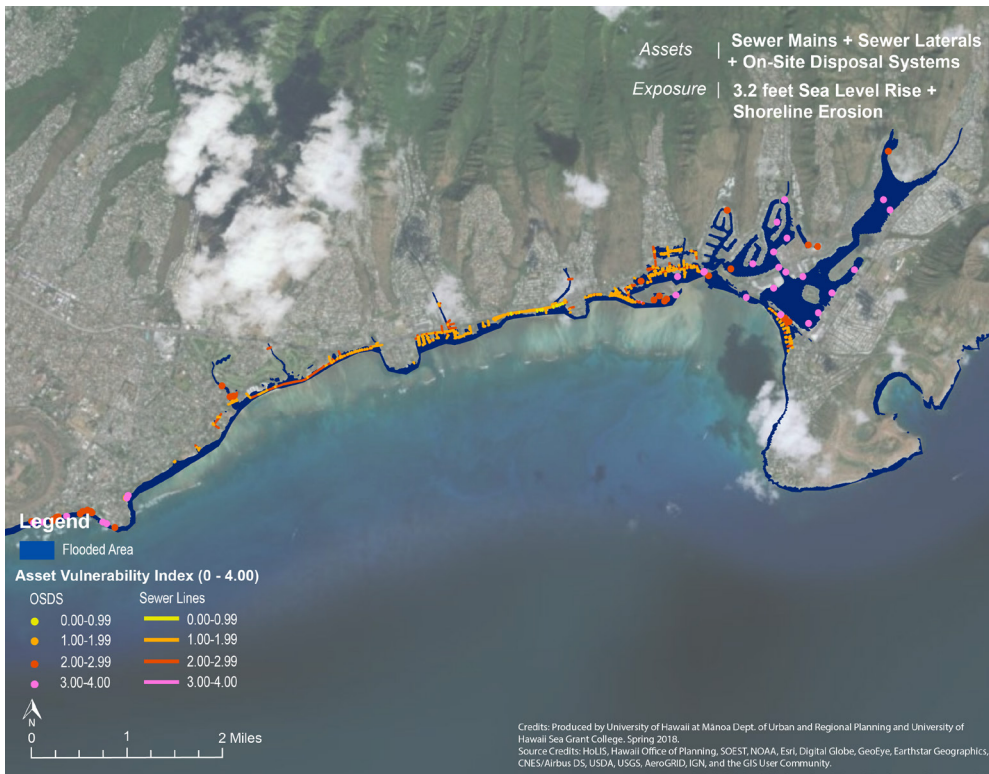 Assets | Sewer Mains + Sewer Laterals
+ On-Site Disposal Systems
Exposure | 3.2 feet Sea Level Rise +
Shoreline Erosion
Legend
Flooded Area
Asset Vulnerability Index (0 - 4.00)
OSDS Sewer Lines
0.00-0.99 0.00-0.99
1.00-1.99 1.00-1.99
2.00-2.99 2.00-2.99
3.00-4.00 3.00-4.00
N
0 1 2 Miles
Credits: Produced by University of Hawaii at Mānoa Dept. of Urban and Regional Planning and University of
Hawaii Sea Grant College. Spring 2018.
Source Credits: HoLIS, Hawaii Office of Planning, SOEST, NOAA, Esri, Digital Globe, GeoEye, Earthstar Geographics,
CNES/Airbus DS, USDA, USGS, AeroGRID, IGN, and the GIS User Community.